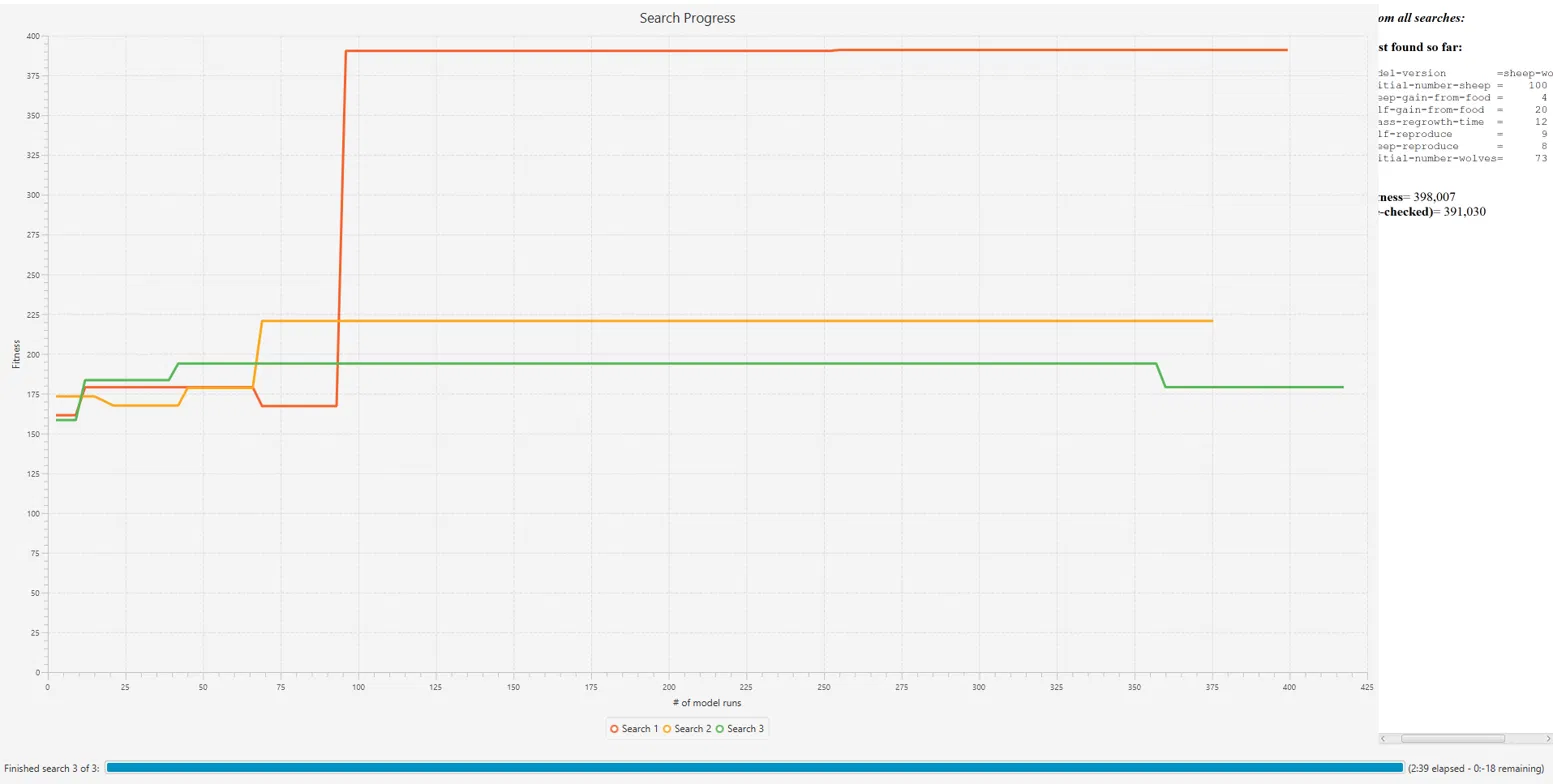 Search Progress
Fitness
400
375
350
325
300
275
250
225
200
175
150
125
100
75
50
25
0
0 25 50 75 100 125 150 175 200 225 250 275 300 325 350 375 400 425
# of model runs
Search 1 Search 2 Search 3
om all searches:
st found so far:
del-version =sheep-wo
itial-number-sheep = 100
eep-gain-from-food = 4
lf-gain-from-food = 20
ass-regrowth-time = 12
lf-reproduce = 9
eep-reproduce = 8
itial-number-wolves= 73
tness= 398,007
-checked)= 391,030
Finished search 3 of 3:
(2:39 elapsed - 0:-18 remaining)